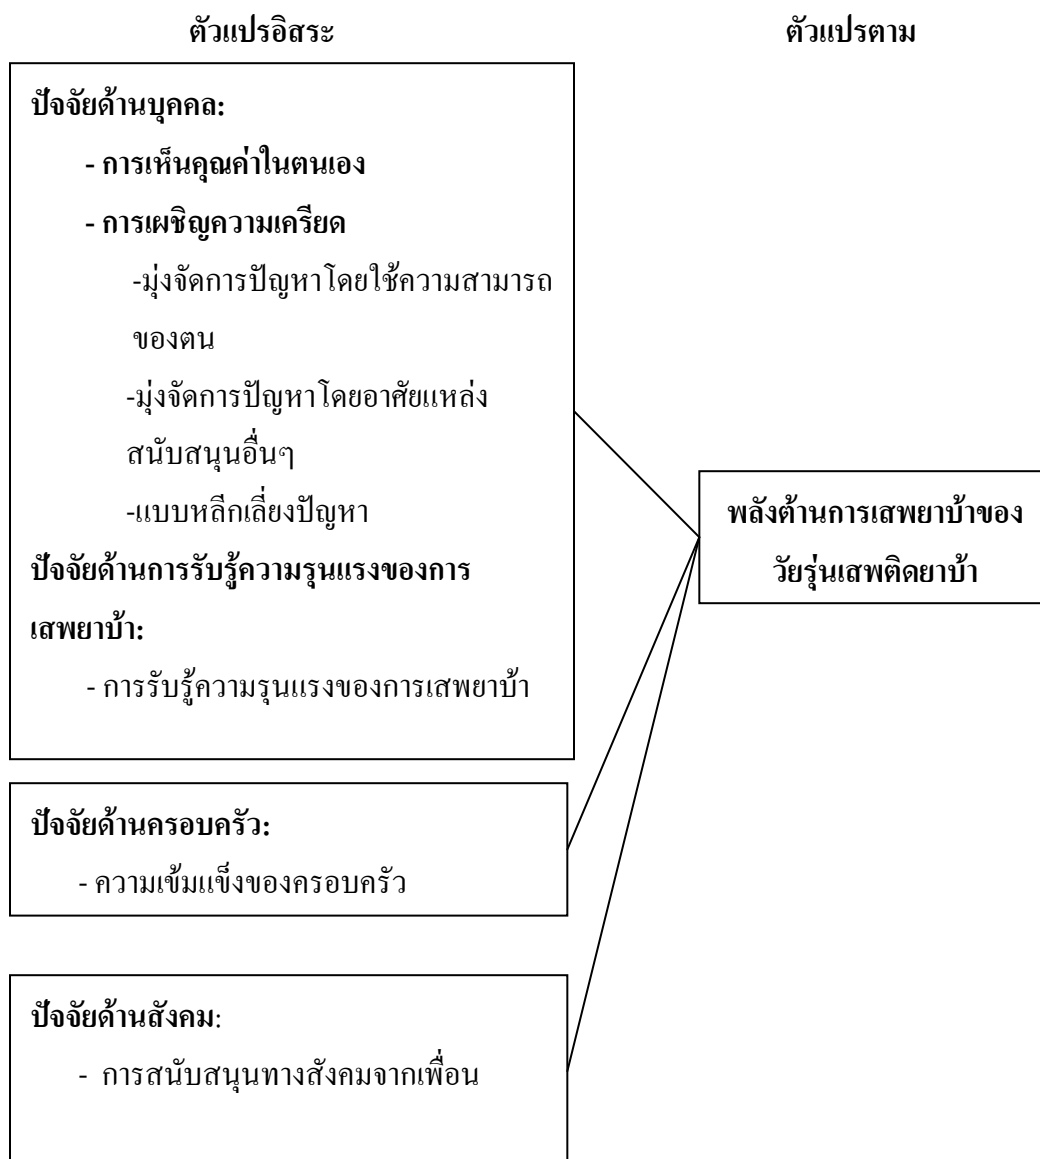 ตัวแปรอิสระ
ตัวแปรตาม
ปัจจัยด้านบุคคล:
- การเห็นคุณค่าในตนเอง
- การเผชิญความเครียด
-มุ่งจัดการปัญหาโดยใช้ความสามารถ
ของตน
-มุ่งจัดการปัญหาโดยอาศัยแหล่ง
สนับสนุนอื่นๆ
-แบบหลีกเลี่ยงปัญหา
ปัจจัยด้านการรับรู้ความรุนแรงของการ
เสพยาบ้า:
- การรับรู้ความรุนแรงของการเสพยาบ้า
ปัจจัยด้านครอบครัว:
- ความเข้มแข็งของครอบครัว
ปัจจัยด้านสังคม:
- การสนับสนุนทางสังคมจากเพื่อน
พลังต้านการเสพยาบ้าของ
วัยรุ่นเสพติดยาบ้า